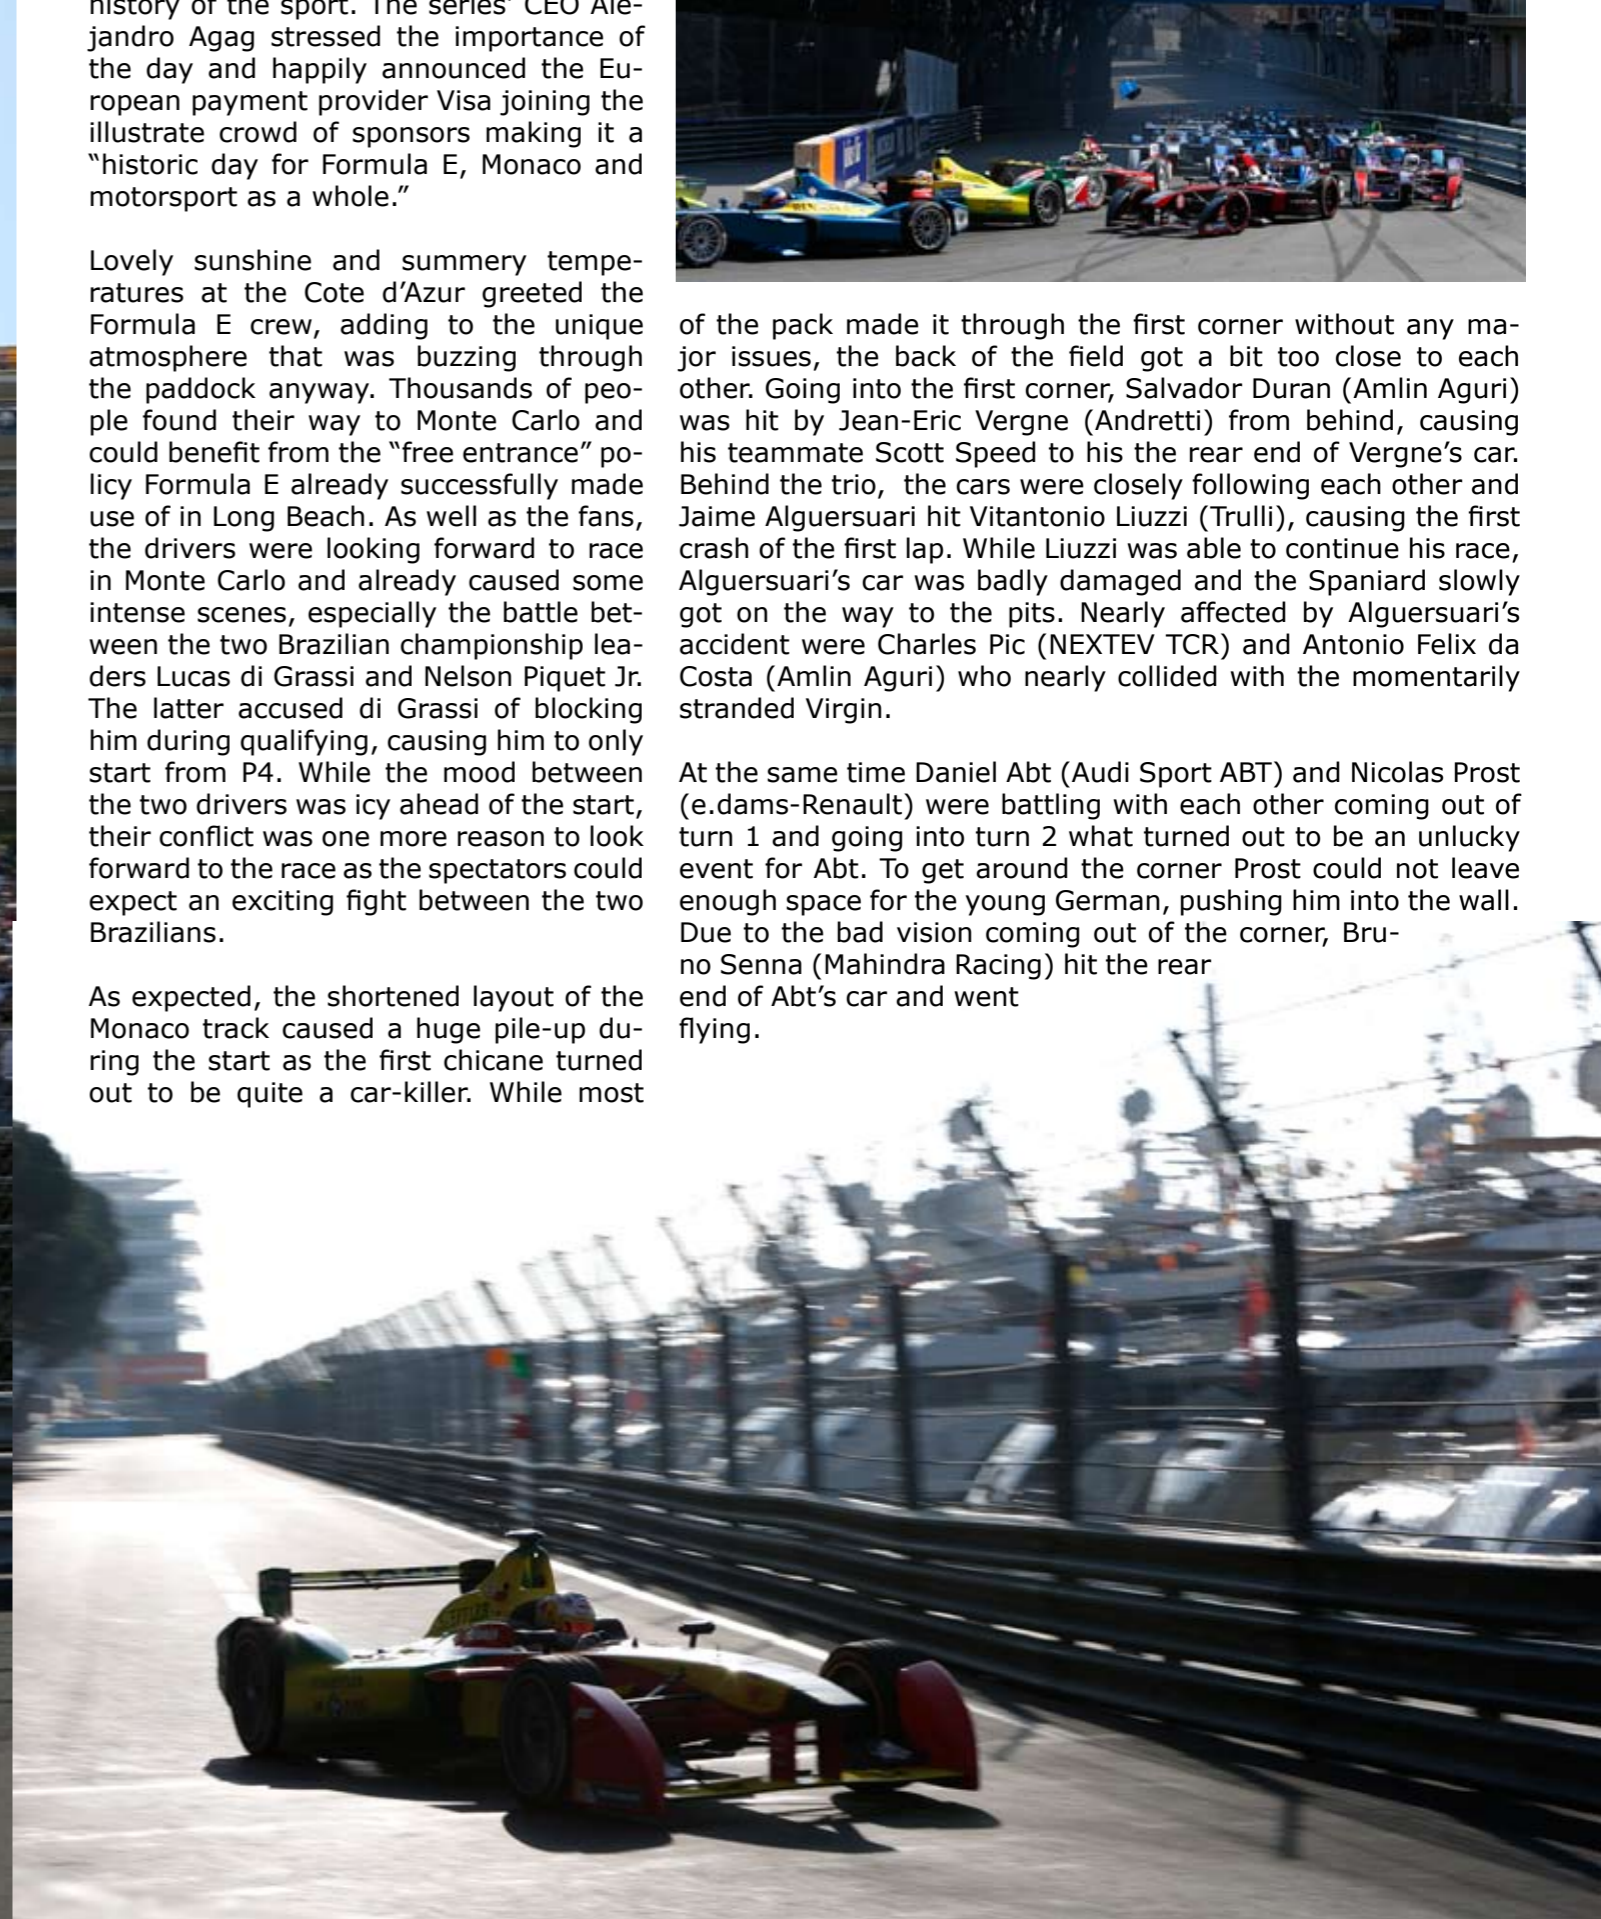 history of the sport. The series' CEO Ale-
jandro Agag stressed the importance of
the day and happily announced the Eu-
ropean payment provider Visa joining the
illustrate crowd of sponsors making it a
“historic day for Formula E, Monaco and
motorsport as a whole.”
Lovely sunshine and summery tempe-
ratures at the Cote d’Azur greeted the
Formula E crew, adding to the unique
atmosphere that was buzzing through
the paddock anyway. Thousands of peo-
ple found their way to Monte Carlo and
could benefit from the “free entrance” po-
licy Formula E already successfully made
use of in Long Beach. As well as the fans,
the drivers were looking forward to race
in Monte Carlo and already caused some
intense scenes, especially the battle bet-
ween the two Brazilian championship lea-
ders Lucas di Grassi and Nelson Piquet Jr.
The latter accused di Grassi of blocking
him during qualifying, causing him to only
start from P4. While the mood between
the two drivers was icy ahead of the start,
their conflict was one more reason to look
forward to the race as the spectators could
expect an exciting fight between the two
Brazilians.
As expected, the shortened layout of the
Monaco track caused a huge pile-up du-
ring the start as the first chicane turned
out to be quite a car-killer. While most
of the pack made it through the first corner without any ma-
jor issues, the back of the field got a bit too close to each
other. Going into the first corner, Salvador Duran (Amlin Aguri)
was hit by Jean-Eric Vergne (Andretti) from behind, causing
his teammate Scott Speed to his the rear end of Vergne’s car.
Behind the trio, the cars were closely following each other and
Jaime Alguersuari hit Vitantonio Liuzzi (Trulli), causing the first
crash of the first lap. While Liuzzi was able to continue his race,
Alguersuari’s car was badly damaged and the Spaniard slowly
got on the way to the pits. Nearly affected by Alguersuari’s
accident were Charles Pic (NEXTEV TCR) and Antonio Felix da
Costa (Amlin Aguri) who nearly collided with the momentarily
stranded Virgin.
At the same time Daniel Abt (Audi Sport ABT) and Nicolas Prost
(e.dams-Renault) were battling with each other coming out of
turn 1 and going into turn 2 what turned out to be an unlucky
event for Abt. To get around the corner Prost could not leave
enough space for the young German, pushing him into the wall.
Due to the bad vision coming out of the corner, Bru-
no Senna (Mahindra Racing) hit the rear
end of Abt’s car and went
flying.